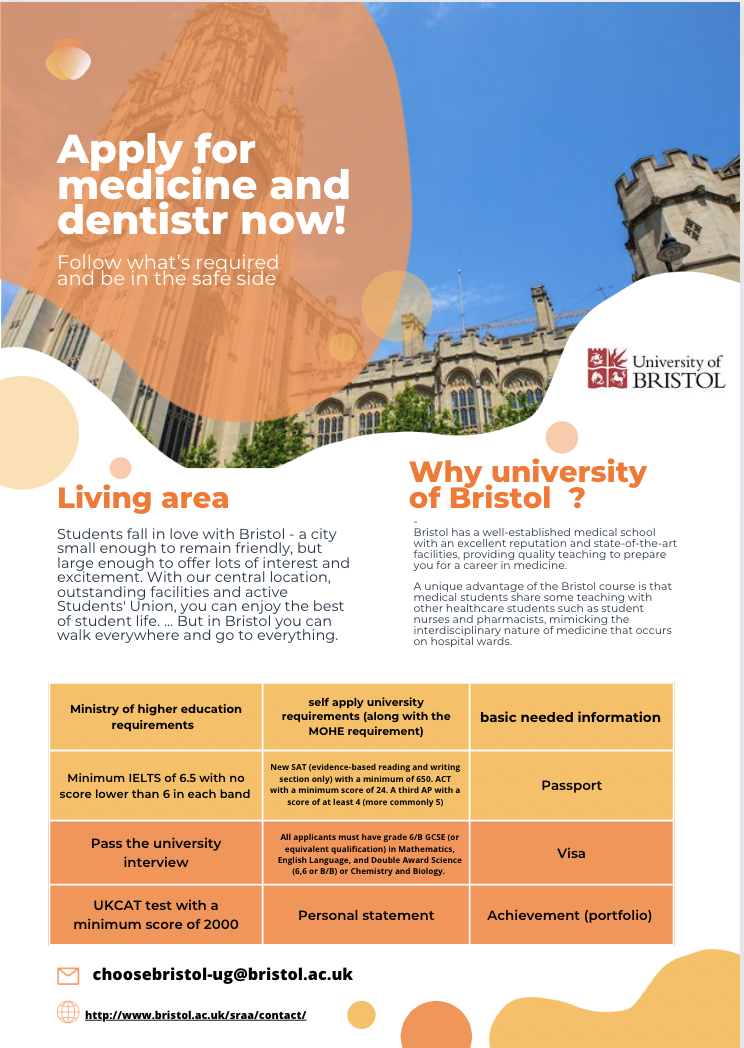 Apply for
medicine and
dentistr now!
Follow what's required
and be in the safe side
University of
BRISTOL
Living area
Students fall in love with Bristol - a city
small enough to remain friendly, but
large enough to offer lots of interest and
excitement. With our central location,
outstanding facilities and active
Students' Union, you can enjoy the best
of student life. ... But in Bristol you can
walk everywhere and go to everything.
Why university
of Bristol ?
-
Bristol has a well-established medical school
with an excellent reputation and state-of-the-art
facilities, providing quality teaching to prepare
you for a career in medicine.
A unique advantage of the Bristol course is that
medical students share some teaching with
other healthcare students such as student
nurses and pharmacists, mimicking the
interdisciplinary nature of medicine that occurs
on hospital wards.
Ministry of higher education
requirements
self apply university
requirements (along with the
MOHE requirement)
basic needed information
Minimum IELTS of 6.5 with no
score lower than 6 in each band
New SAT (evidence-based reading and writing
section only) with a minimum of 650. ACT
with a minimum score of 24. A third AP with a
score of at least 4 (more commonly 5)
Passport
Pass the university
interview
All applicants must have grade 6/B GCSE (or
equivalent qualification) in Mathematics,
English Language, and Double Award Science
(6,6 or B/B) or Chemistry and Biology.
Visa
UKCAT test with a
minimum score of 2000
Personal statement
Achievement (portfolio)
choosebristol-ug@bristol.ac.uk
http://www.bristol.ac.uk/sraa/contact/